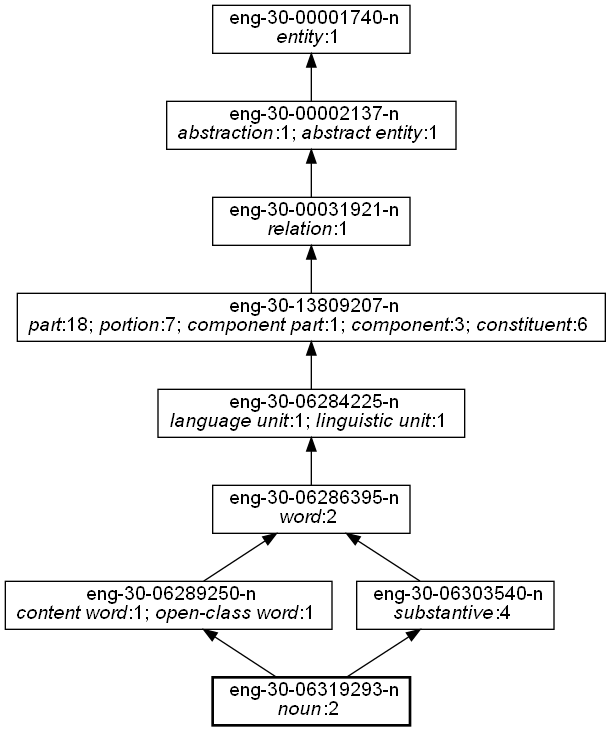 eng-30-00001740-n
entity:1
eng-30-00002137-n
abstraction:1; abstract entity:1
eng-30-00031921-n
relation:1
eng-30-13809207-n
part:18; portion:7; component part:1; component:3; constituent:6
eng-30-06284225-n
language unit:1; linguistic unit:1
eng-30-06286395-n
word:2
eng-30-06289250-n
content word:1; open-class word:1
eng-30-06303540-n
substantive:4
eng-30-06319293-n
noun:2